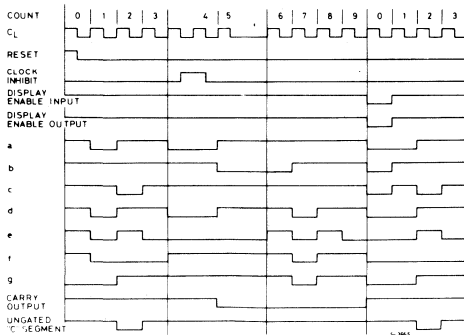 COUNT 0 1 2 3 4 5 6 7 8 9 0 1 2 3
CL
RESET
CLOCK
INHIBIT
DISPLAY
ENABLE INPUT
DISPLAY
ENABLE OUTPUT
a
b
c
d
e
f
g
CARRY
OUTPUT
UNGATED
"C" SEGMENT